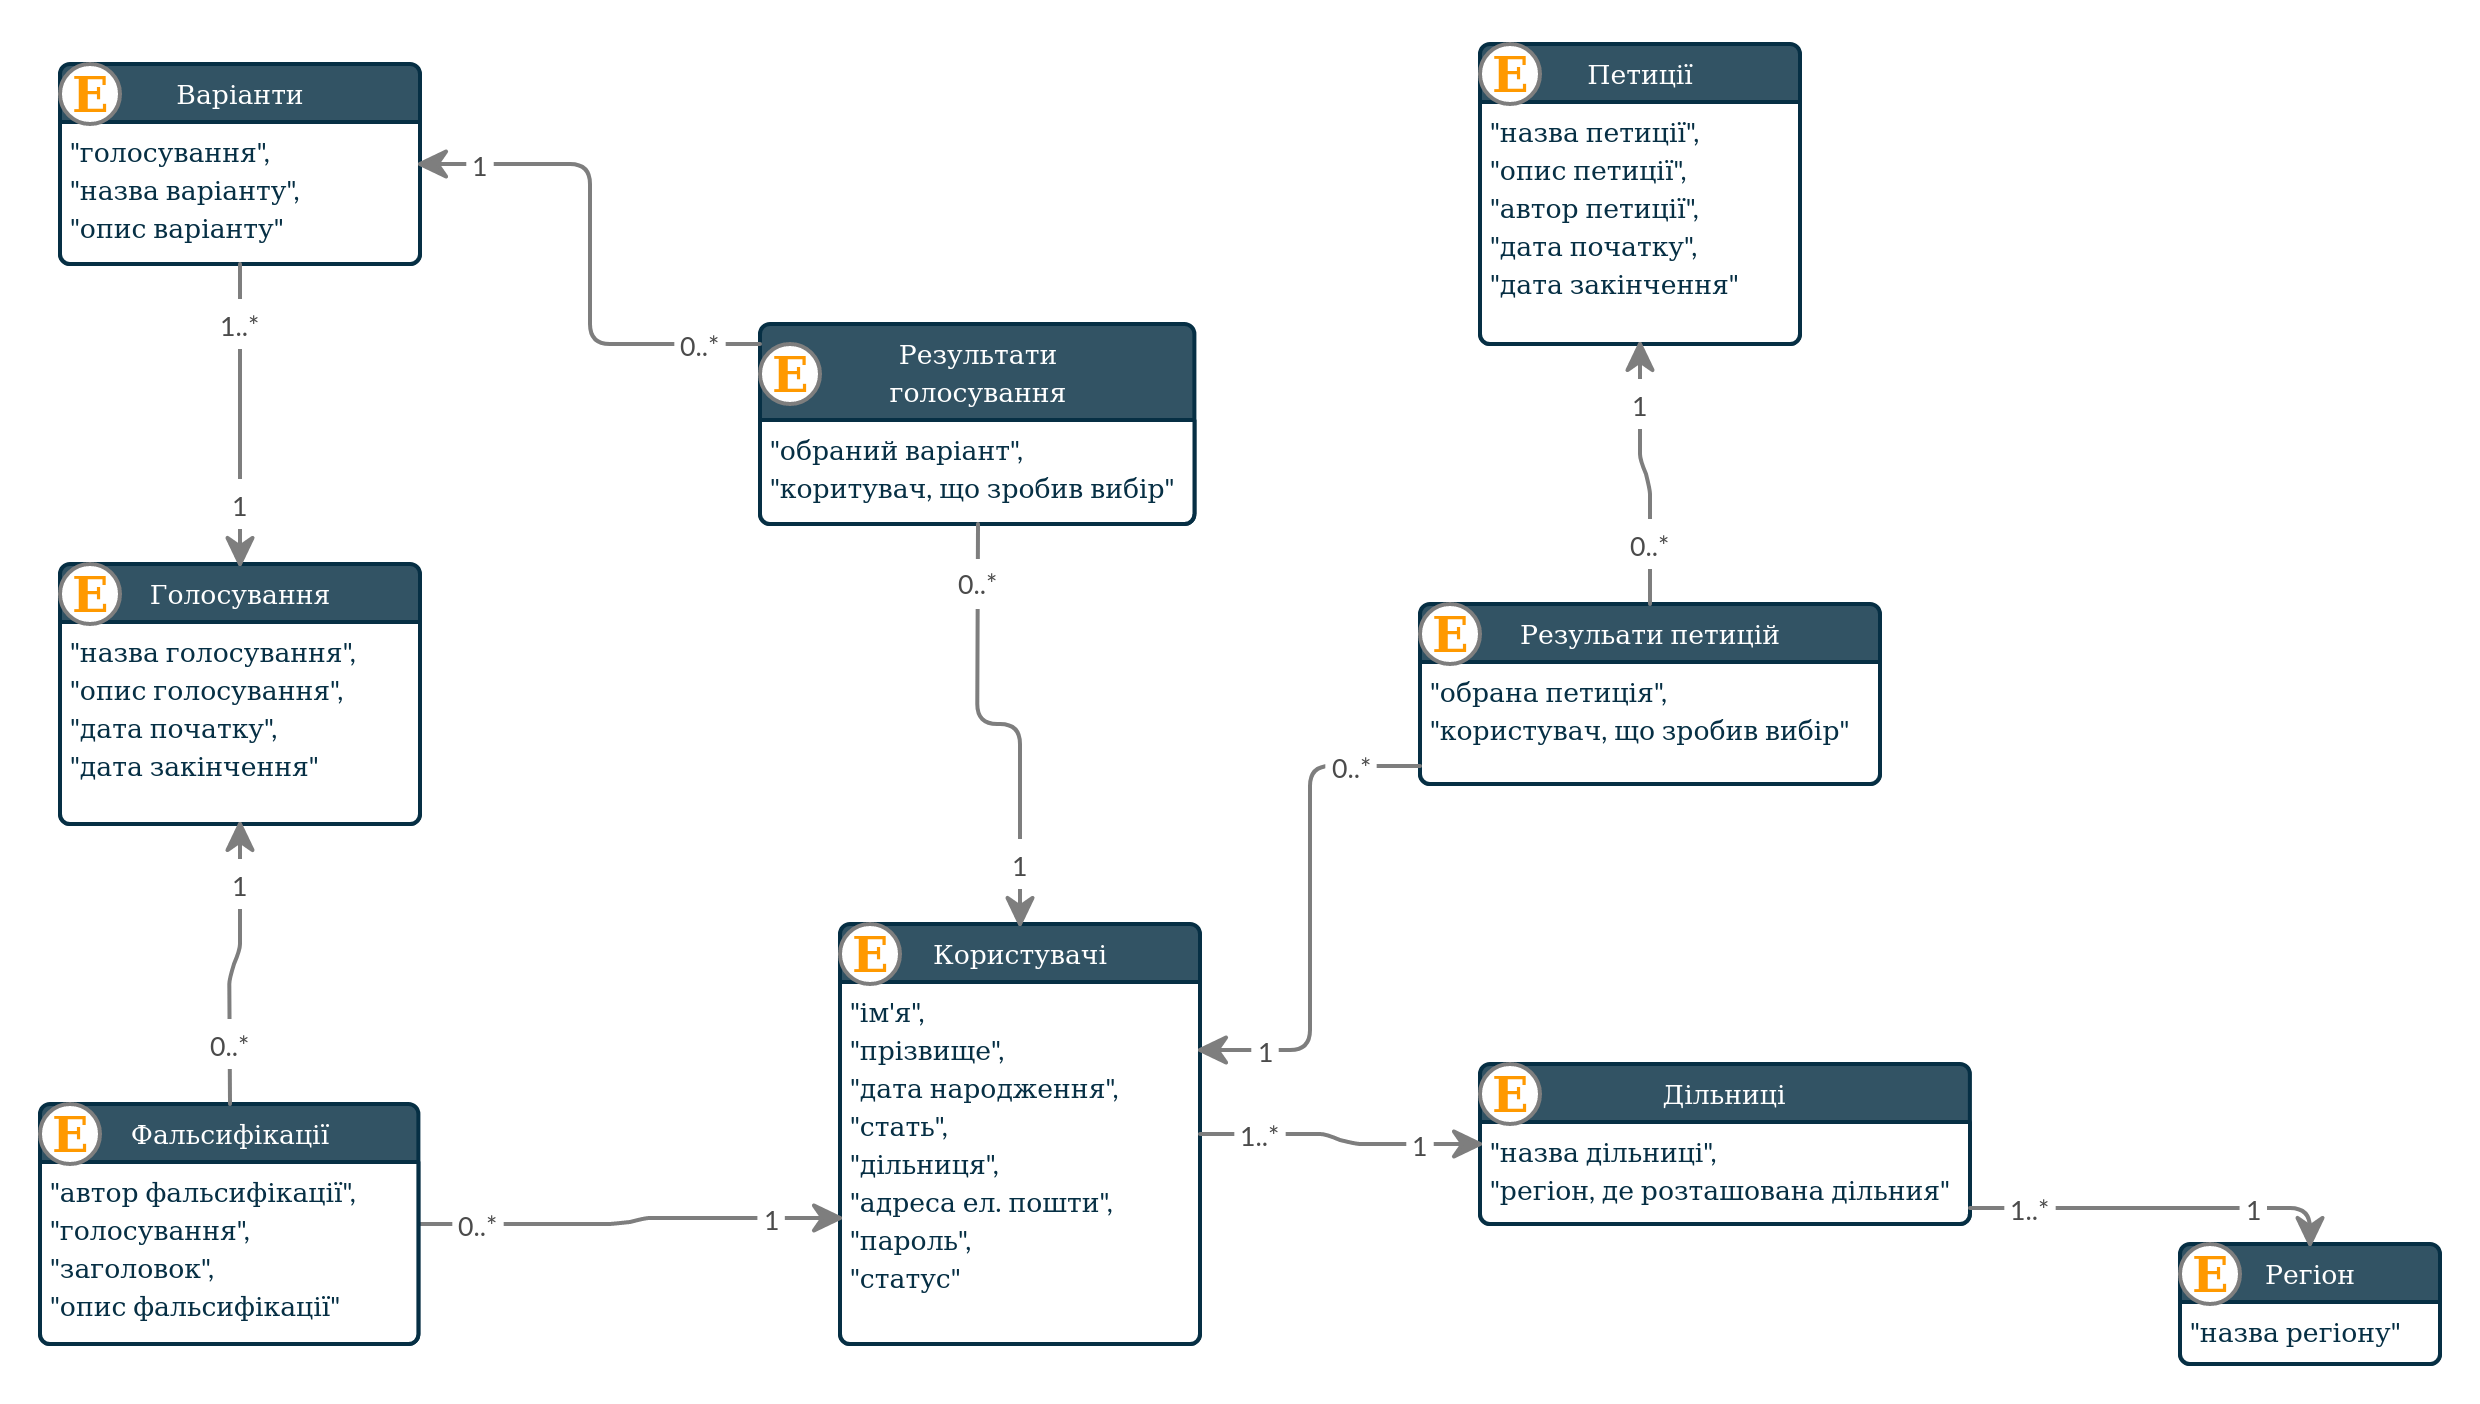 E
Варіанти
"голосування",
"назва варіанту",
"опис варіанту"
1
0..*
1..*
1
E
Результати
голосування
"обраний варіант",
"коритувач, що зробив вибір"
0..*
1
E
Петиції
"назва петиції",
"опис петиції",
"автор петиції",
"дата початку",
"дата закінчення"
1
0..*
E
Голосування
"назва голосування",
"опис голосування",
"дата початку",
"дата закінчення"
1
0..*
E
Резульати петицій
"обрана петиція",
"користувач, що зробив вибір"
0..*
1
E
Фальсифікації
"автор фальсифікації",
"голосування",
"заголовок",
"опис фальсифікації"
0..*
1
E
Користувачі
"ім'я",
"прізвище",
"дата народження",
"стать",
"дільниця",
"адреса ел. пошти",
"пароль",
"статус"
1..*
1
E
Дільниці
"назва дільниці",
"регіон, де розташована дільния"
1..*
1
E
Регіон
"назва регіону"